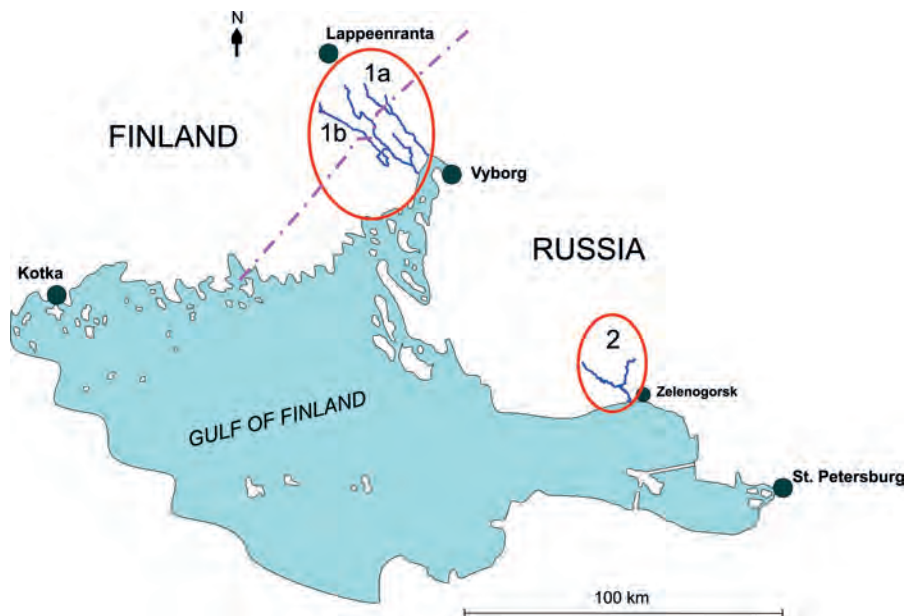 N
Lappeenranta
1a
FINLAND
1b
Vyborg
RUSSIA
Kotka
2
Zelenogorsk
GULF OF FINLAND
St. Petersburg
100 km